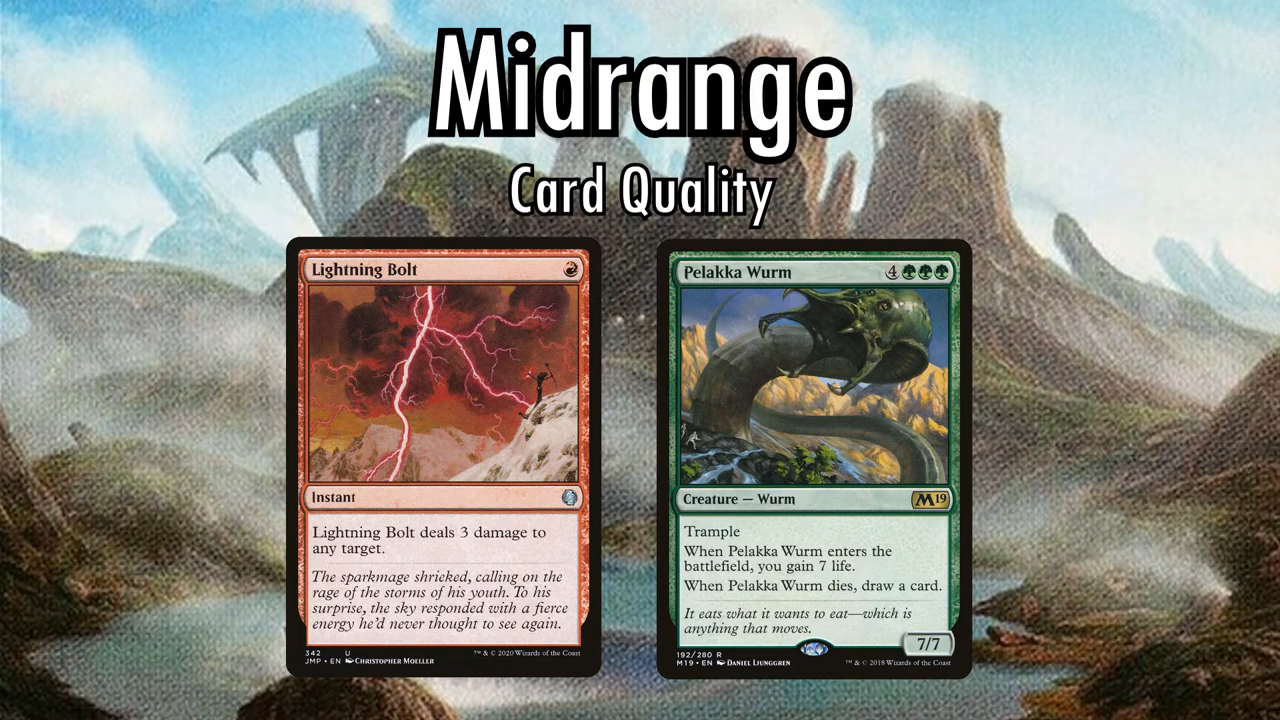 Midrange
Card Quality
Lightning Bolt
Instant
Lightning Bolt deals 3 damage to
any target.
The sparkmage shrieked, calling on the
rage of the storms of his youth. To his
surprise, the sky responded with a fierce
energy he'd never thought to see again.
342 U
JMP • EN Christopher Moeller
™ & © 2020 Wizards of the Coast
Pelakka Wurm 4
Creature — Wurm M19
Trample
When Pelakka Wurm enters the
battlefield, you gain 7 life.
When Pelakka Wurm dies, draw a card.
It eats what it wants to eat—which is
anything that moves.
7/7
192/280 R
M19 • EN Daniel Ljunggren
™ & © 2018 Wizards of the Coast